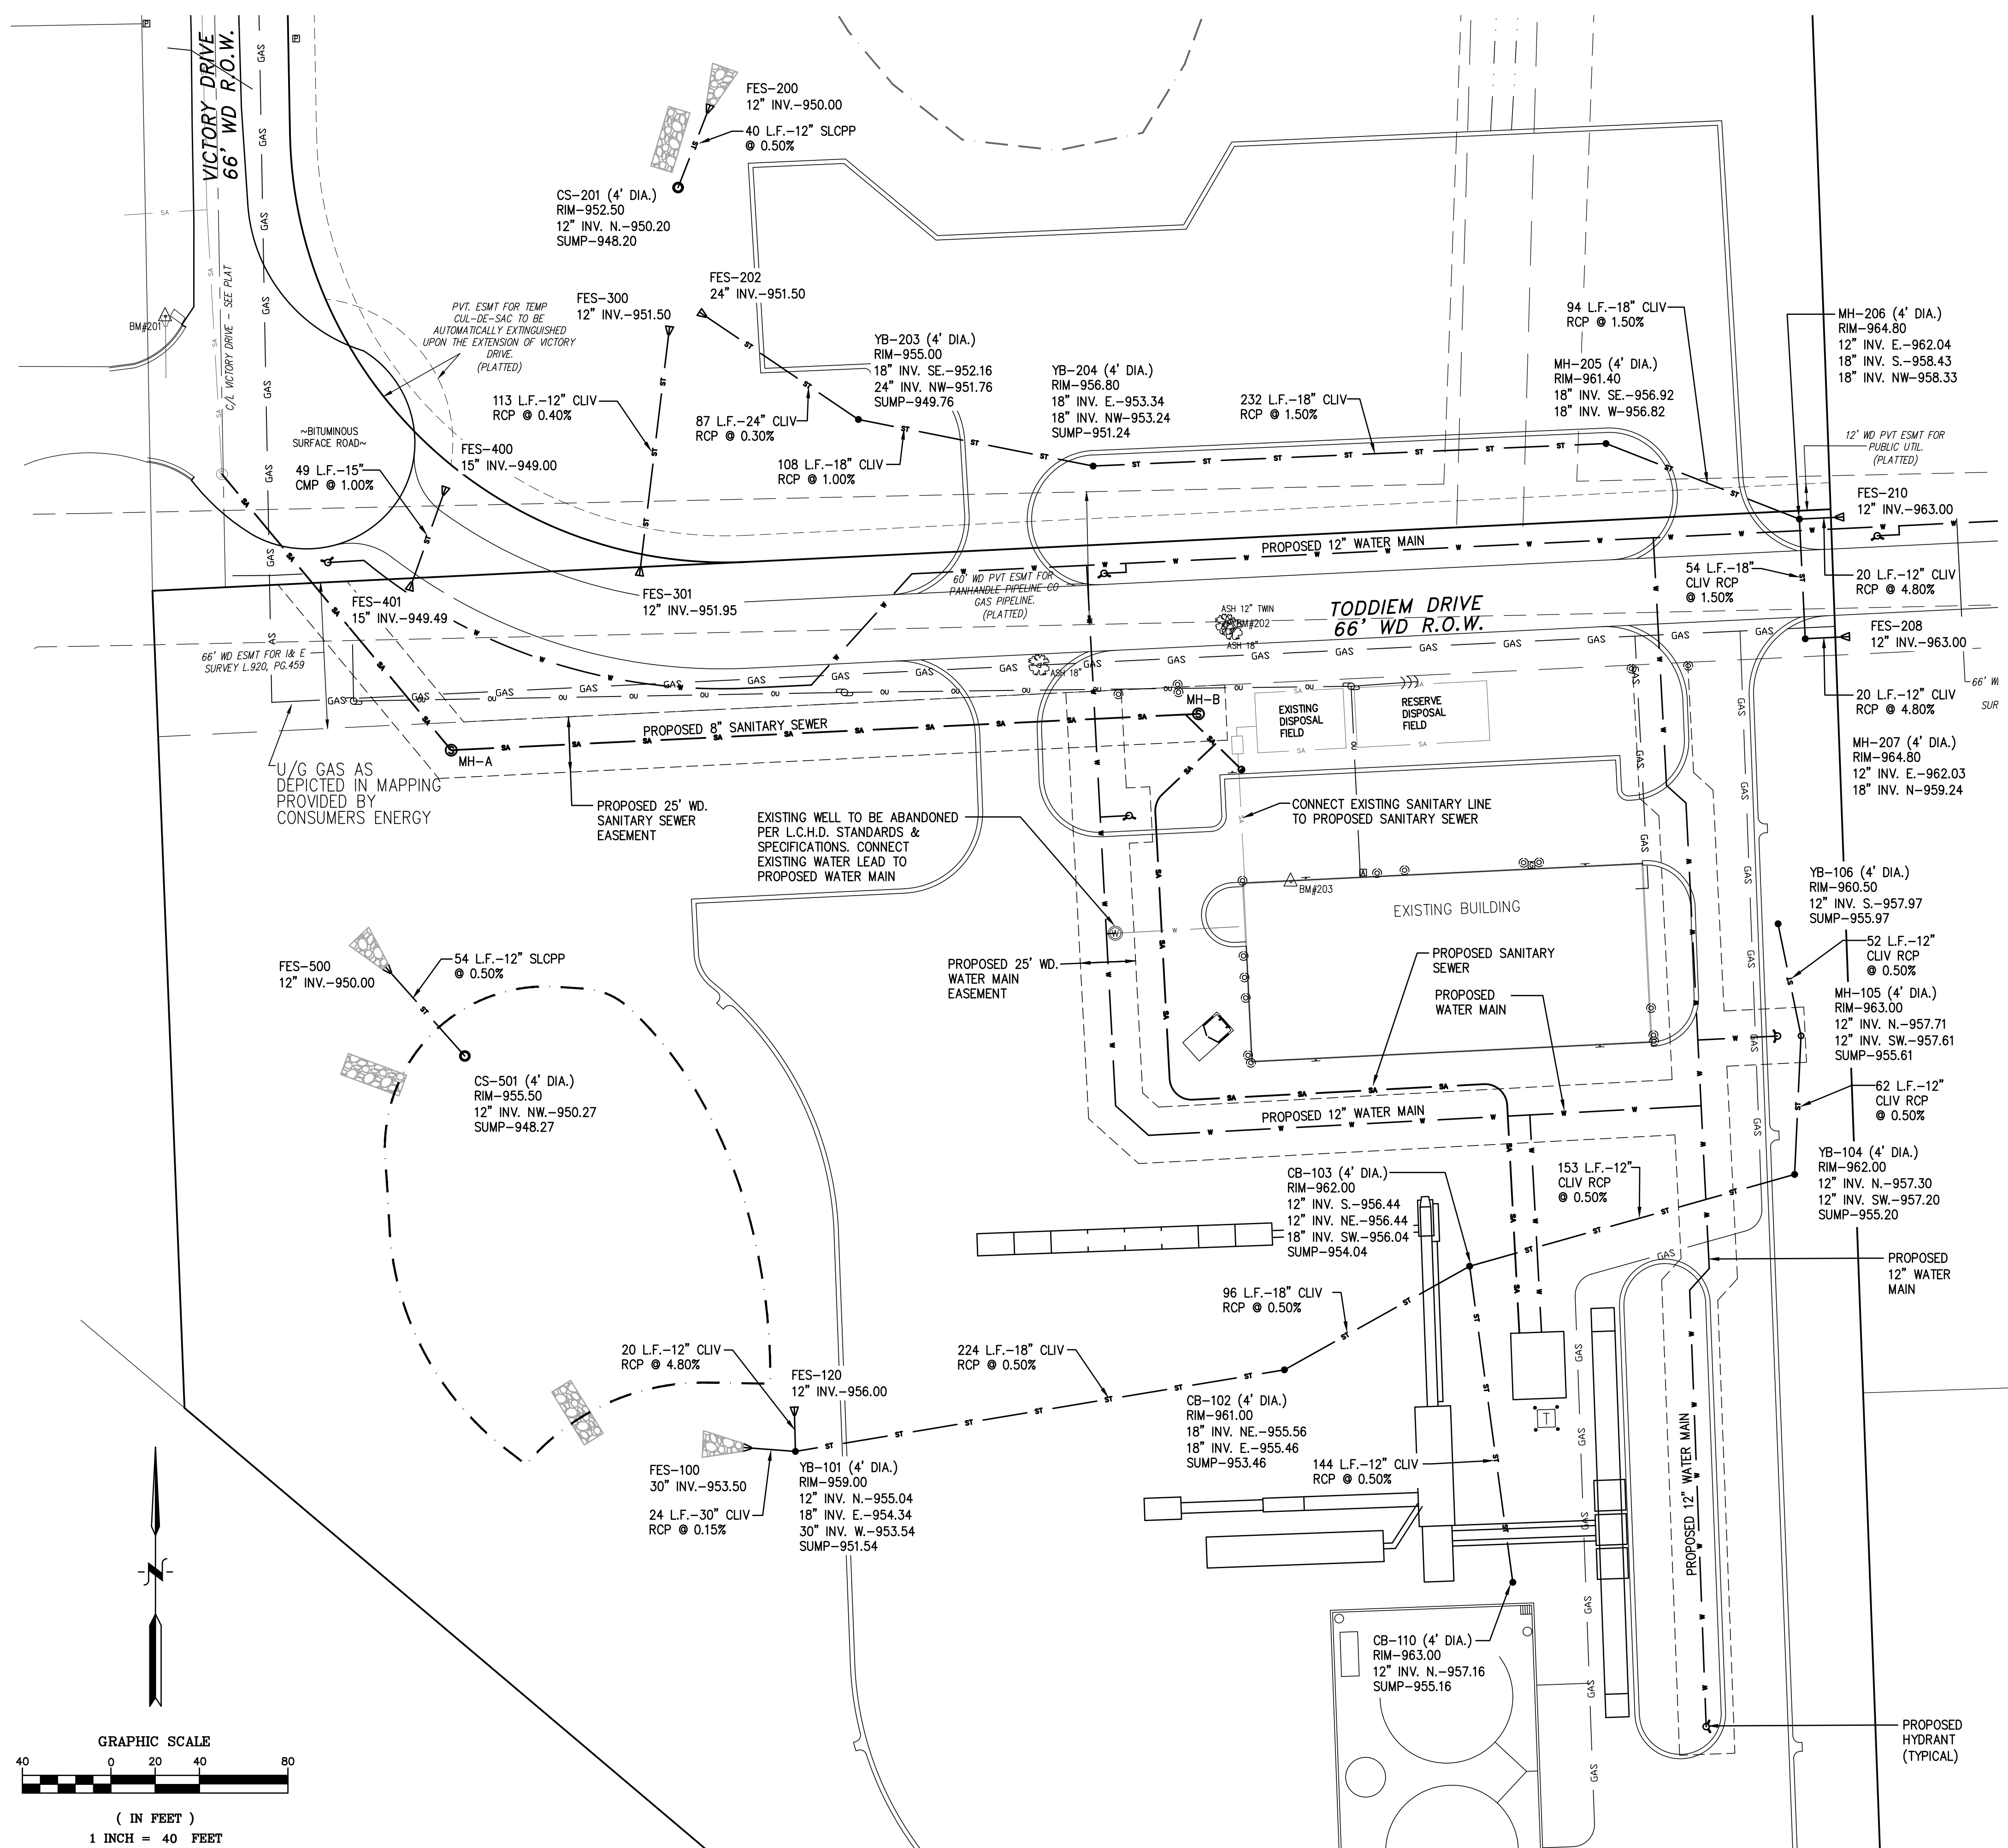 VICTORY DRIVE
66' WD R.O.W.
FES-200
12" INV.-950.00
40 L.F.-12" SLCPP
@ 0.50%
CS-201 (4' DIA.)
RIM-952.50
12" INV. N.-950.20
SUMP-948.20
C/L VICTORY DRIVE - SEE PLAT
BM#201
PVT. ESMT FOR TEMP
CUL-DE-SAC TO BE
AUTOMATICALLY EXTINGUISHED
UPON THE EXTENSION OF VICTORY
DRIVE.
(PLATTED)
FES-300
12" INV.-951.50
FES-202
24" INV.-951.50
YB-203 (4' DIA.)
RIM-955.00
18" INV. SE.-952.16
24" INV. NW-951.76
SUMP-949.76
YB-204 (4' DIA.)
RIM-956.80
18" INV. E.-953.34
18" INV. NW-953.24
SUMP-951.24
232 L.F.-18" CLIV
RCP @ 1.50%
94 L.F.-18" CLIV
RCP @ 1.50%
MH-205 (4' DIA.)
RIM-961.40
18" INV. SE-956.92
18" INV. W-956.82
MH-206 (4' DIA.)
RIM-964.80
12" INV. E.-962.04
18" INV. S.-958.43
18" INV. NW-958.33
12' WD PVT ESMT FOR
PUBLIC UTIL.
(PLATTED)
113 L.F.-12" CLIV
RCP @ 0.40%
87 L.F.-24" CLIV
RCP @ 0.30%
108 L.F.-18" CLIV
RCP @ 1.00%
~BITUMINOUS
SURFACE ROAD~
49 L.F.-15"
CMP @ 1.00%
FES-400
15" INV.-949.00
FES-210
12" INV.-963.00
PROPOSED 12" WATER MAIN
54 L.F.-18"
CLIV RCP
@ 1.50%
20 L.F.-12" CLIV
RCP @ 4.80%
FES-401
15" INV.-949.49
FES-301
12" INV.-951.95
60' WD PVT ESMT FOR
PANHANDLE PIPELINE CO
GAS PIPELINE.
(PLATTED)
ASH 12" TWIN
BM#202
ASH 18"
TODDIEM DRIVE
66' WD R.O.W.
FES-208
12" INV.-963.00
66' WD ESMT FOR I& E
SURVEY L.920, PG.459
ASH 18"
66' W
SUR
20 L.F.-12" CLIV
RCP @ 4.80%
PROPOSED 8" SANITARY SEWER
MH-A
MH-B
EXISTING
DISPOSAL
FIELD
RESERVE
DISPOSAL
FIELD
MH-207 (4' DIA.)
RIM-964.80
12" INV. E.-962.03
18" INV. N-959.24
U/G GAS AS
DEPICTED IN MAPPING
PROVIDED BY
CONSUMERS ENERGY
PROPOSED 25' WD.
SANITARY SEWER
EASEMENT
EXISTING WELL TO BE ABANDONED
PER L.C.H.D. STANDARDS &
SPECIFICATIONS. CONNECT
EXISTING WATER LEAD TO
PROPOSED WATER MAIN
CONNECT EXISTING SANITARY LINE
TO PROPOSED SANITARY SEWER
BM#203
EXISTING BUILDING
YB-106 (4' DIA.)
RIM-960.50
12" INV. S.-957.97
SUMP-955.97
52 L.F.-12"
CLIV RCP
@ 0.50%
FES-500
12" INV.-950.00
54 L.F.-12" SLCPP
@ 0.50%
PROPOSED 25' WD.
WATER MAIN
EASEMENT
PROPOSED SANITARY
SEWER
PROPOSED
WATER MAIN
MH-105 (4' DIA.)
RIM-963.00
12" INV. N.-957.71
12" INV. SW.-957.61
SUMP-955.61
CS-501 (4' DIA.)
RIM-955.50
12" INV. NW.-950.27
SUMP-948.27
62 L.F.-12"
CLIV RCP
@ 0.50%
PROPOSED 12" WATER MAIN
CB-103 (4' DIA.)
RIM-962.00
12" INV. S.-956.44
12" INV. NE.-956.44
18" INV. SW.-956.04
SUMP-954.04
153 L.F.-12"
CLIV RCP
@ 0.50%
YB-104 (4' DIA.)
RIM-962.00
12" INV. N.-957.30
12" INV. SW.-957.20
SUMP-955.20
PROPOSED
12" WATER
MAIN
96 L.F.-18" CLIV
RCP @ 0.50%
20 L.F.-12" CLIV
RCP @ 4.80%
FES-120
12" INV.-956.00
224 L.F.-18" CLIV
RCP @ 0.50%
CB-102 (4' DIA.)
RIM-961.00
18" INV. NE.-955.56
18" INV. E.-955.46
SUMP-953.46
144 L.F.-12" CLIV
RCP @ 0.50%
FES-100
30" INV.-953.50
24 L.F.-30" CLIV
RCP @ 0.15%
YB-101 (4' DIA.)
RIM-959.00
12" INV. N.-955.04
18" INV. E.-954.34
30" INV. W.-953.54
SUMP-951.54
T
PROPOSED 12" WATER MAIN
N
CB-110 (4' DIA.)
RIM-963.00
12" INV. N.-957.16
SUMP-955.16
PROPOSED
HYDRANT
(TYPICAL)
GRAPHIC SCALE
40 0 20 40 80
( IN FEET )
1 INCH = 40 FEET